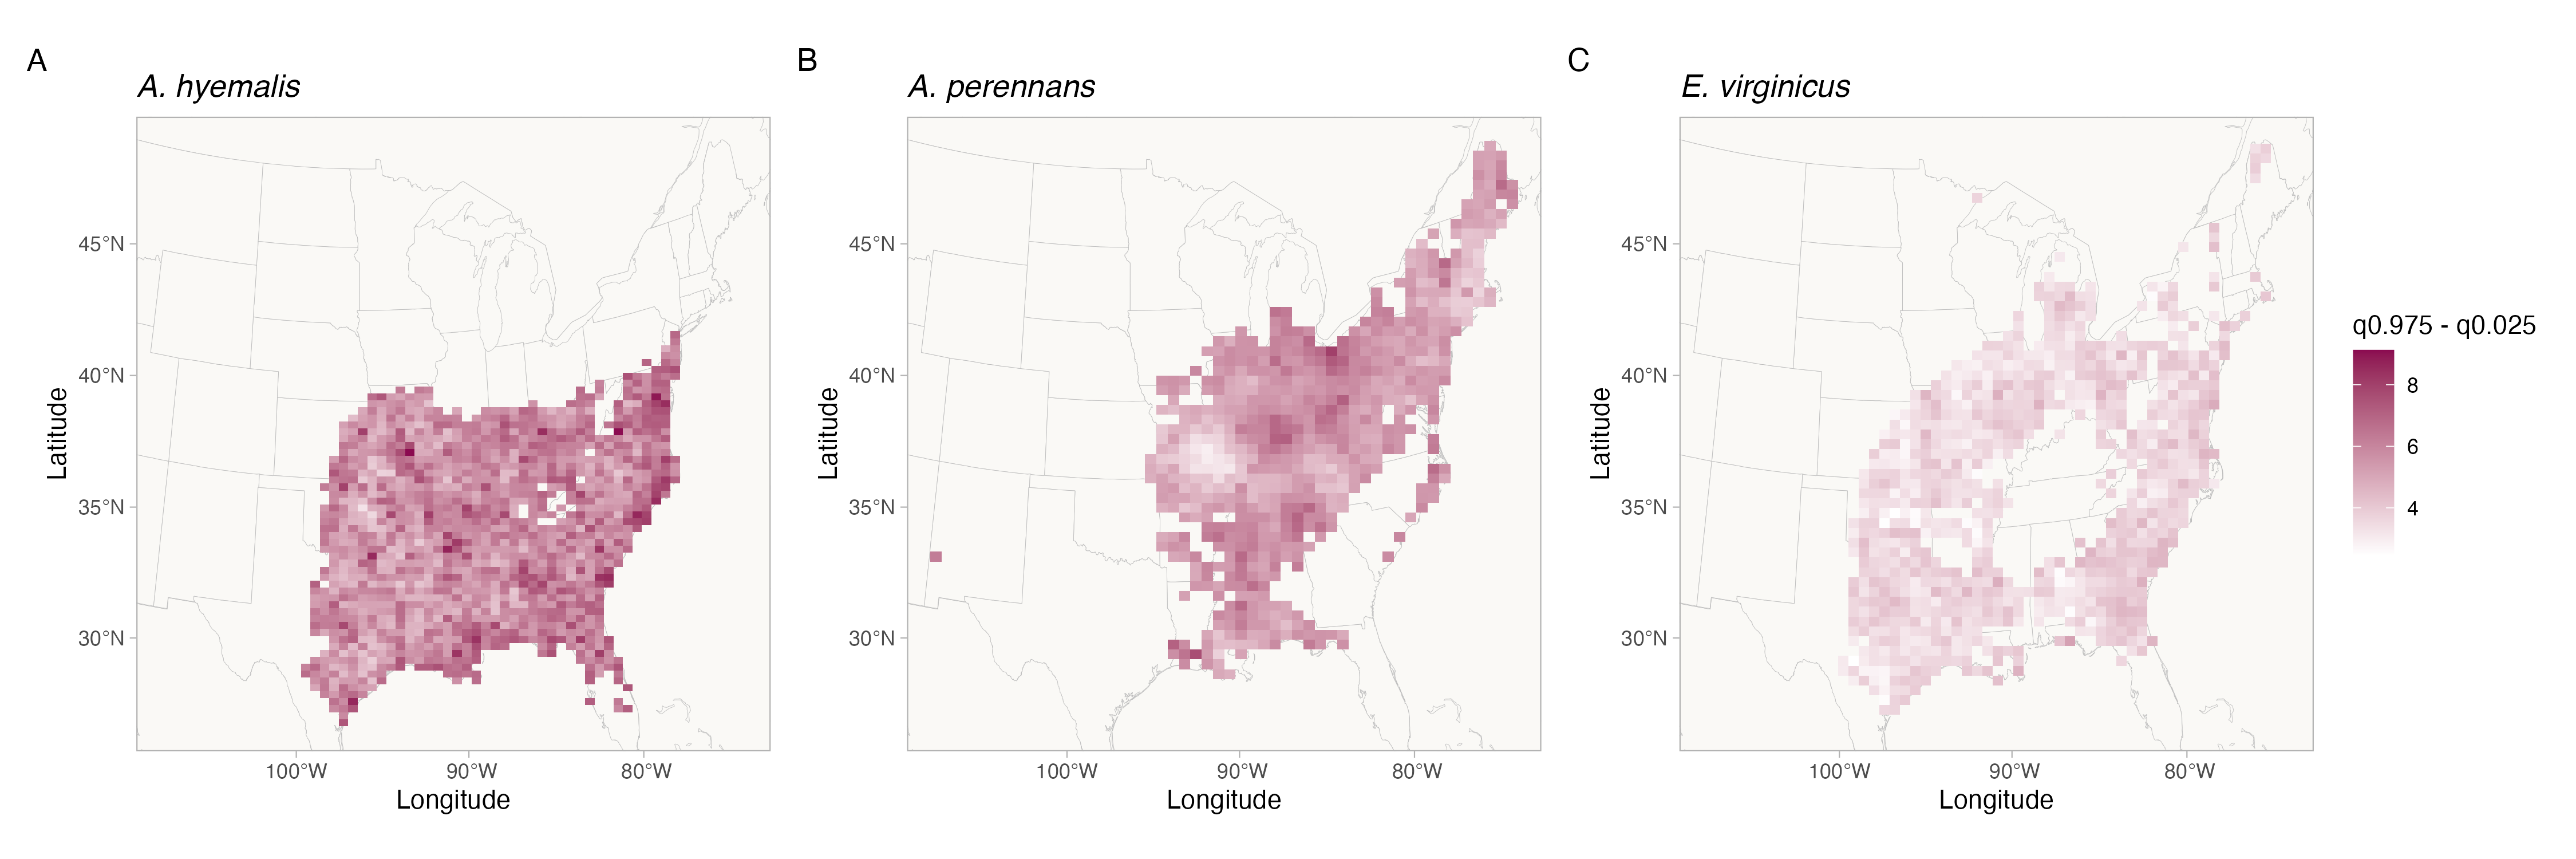 A
A. hyemalis
45°N
40°N
35°N
30°N
Latitude
100°W 90°W 80°W
Longitude
B
A. perennans
45°N
40°N
35°N
30°N
Latitude
100°W 90°W 80°W
Longitude
C
E. virginicus
45°N
40°N
35°N
30°N
Latitude
100°W 90°W 80°W
Longitude
q0.975 - q0.025
8
6
4